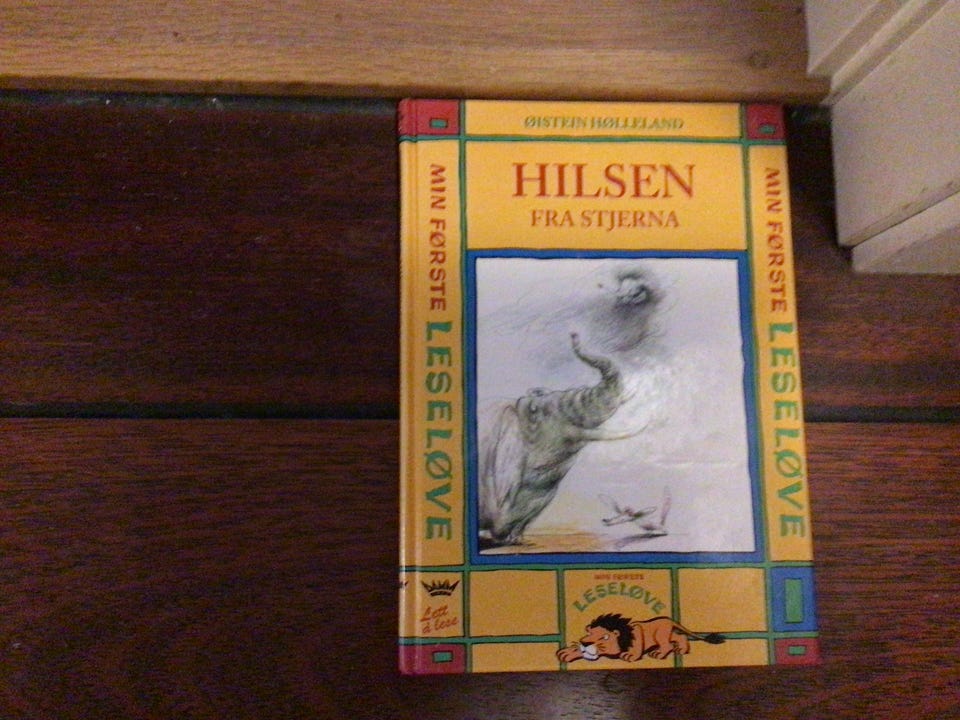 ØISTEIN HØLLELAND
HILSEN
FRA STJERNA
MIN FØRSTE LESELØVE
MIN FØRSTE LESELØVE
Lett
å lese
MIN FØRSTE
LESELØVE